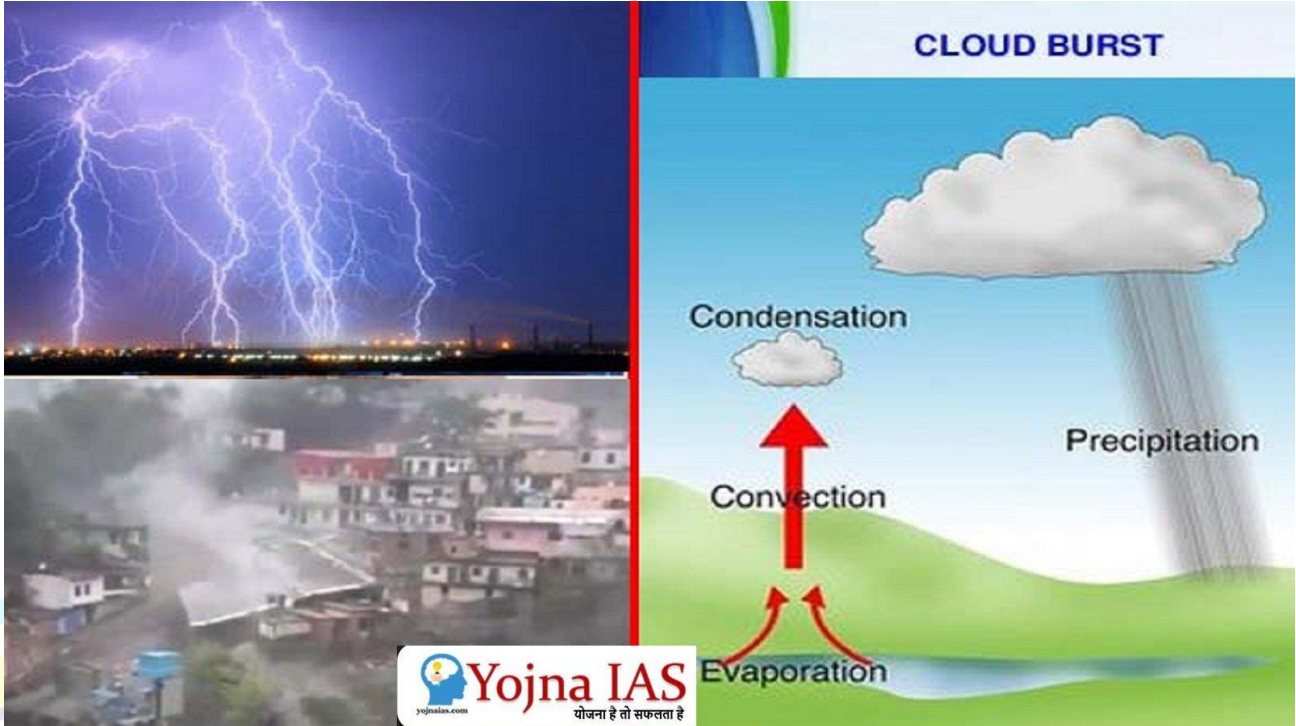 CLOUD BURST
Condensation
Precipitation
Convection
Evaporation
Yojna IAS
yojnaias.com
योजना है तो सफलता है